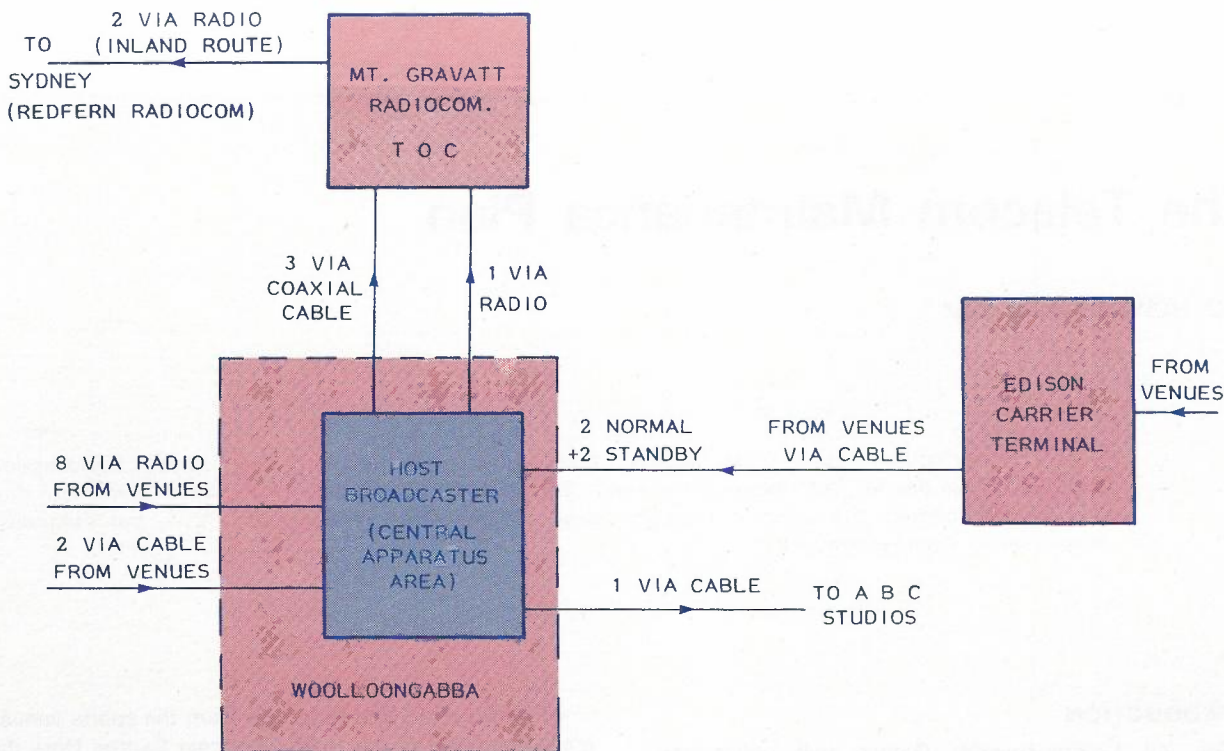 2 VIA RADIO
(INLAND ROUTE)
TO
SYDNEY
(REDFERN RADIOCOM)
MT. GRAVATT
RADIOCOM.
T O C
3 VIA
COAXIAL
CABLE
1 VIA
RADIO
8 VIA RADIO
FROM VENUES
2 VIA CABLE
FROM VENUES
HOST
BROADCASTER
(CENTRAL
APPARATUS
AREA)
WOOLLOONGABBA
2 NORMAL
+2 STANDBY
FROM VENUES
VIA CABLE
EDISON
CARRIER
TERMINAL
FROM
VENUES
1 VIA CABLE
TO A B C
STUDIOS